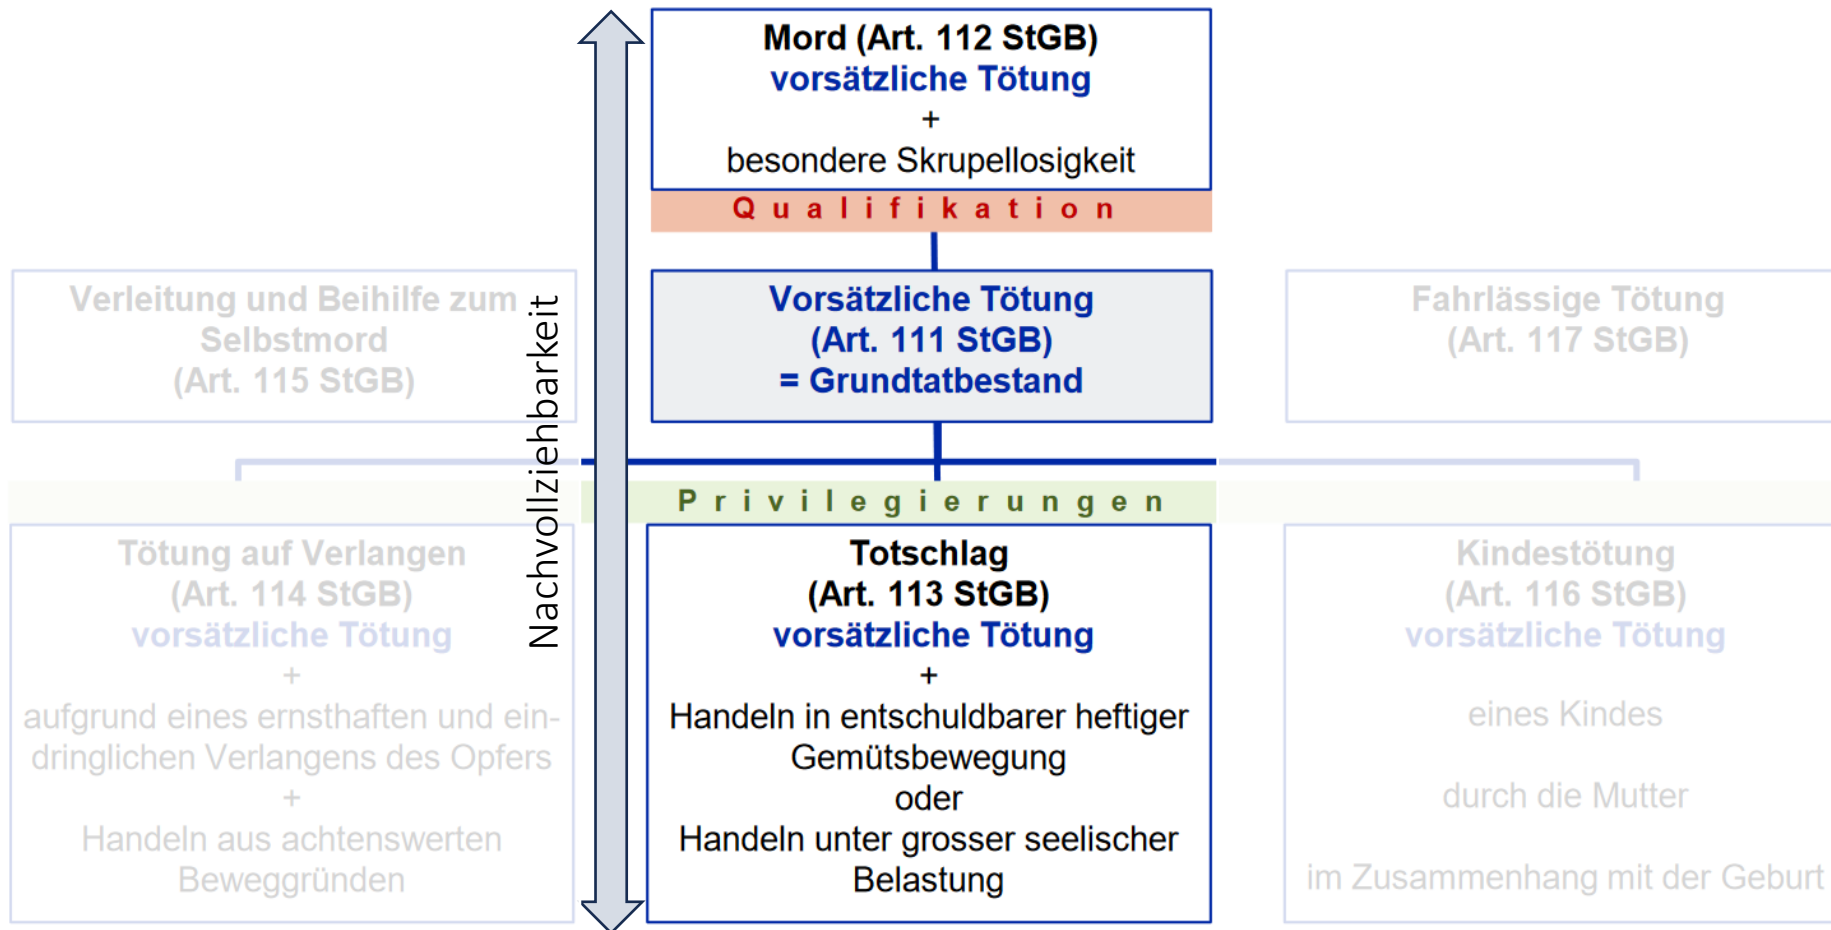 Mord (Art. 112 StGB)
vorsätzliche Tötung
+
besondere Skrupellosigkeit
Qualifikation
Verleitung und Beihilfe zum
Selbstmord
(Art. 115 StGB)
Nachvollziehbarkeit
Vorsätzliche Tötung
(Art. 111 StGB)
= Grundtatbestand
Fahrlässige Tötung
(Art. 117 StGB)
Privilegierungen
Tötung auf Verlangen
(Art. 114 StGB)
vorsätzliche Tötung
+
aufgrund eines ernsthaften und ein-
dringlichen Verlangens des Opfers
+
Handeln aus achtenswerten
Beweggründen
Totschlag
(Art. 113 StGB)
vorsätzliche Tötung
+
Handeln in entschuldbarer heftiger
Gemütsbewegung
oder
Handeln unter grosser seelischer
Belastung
Kindestötung
(Art. 116 StGB)
vorsätzliche Tötung
eines Kindes
durch die Mutter
im Zusammenhang mit der Geburt